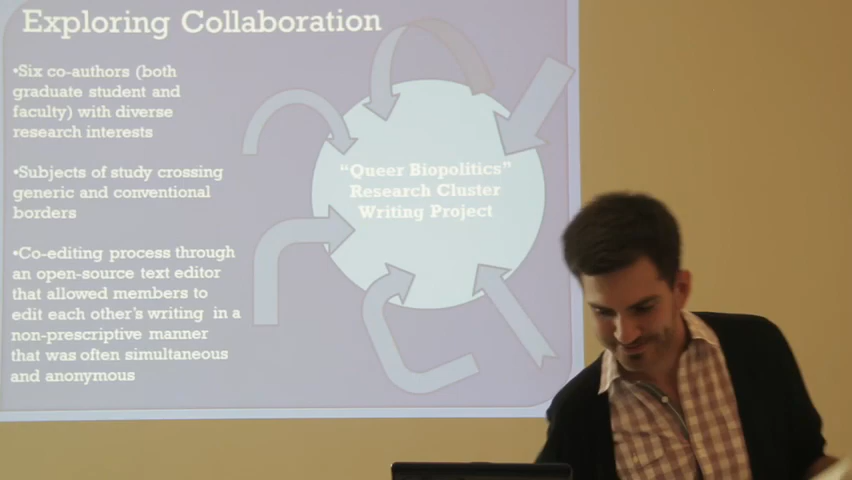 Exploring Collaboration
•Six co-authors (both
graduate student and
faculty) with diverse
research interests
•Subjects of study crossing
generic and conventional
borders
•Co-editing process through
an open-source text editor
that allowed members to
edit each other's writing in a
non-prescriptive manner
that was often simultaneous
and anonymous
“Queer Biopolitics”
Research Cluster
Writing Project